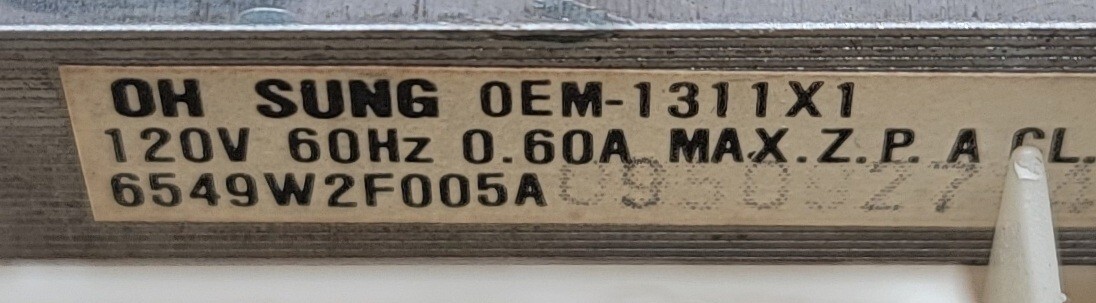 OH SUNG OEM-1311X1
120V 60Hz 0.60A MAX.Z.P. A CL.
6549W2F005A